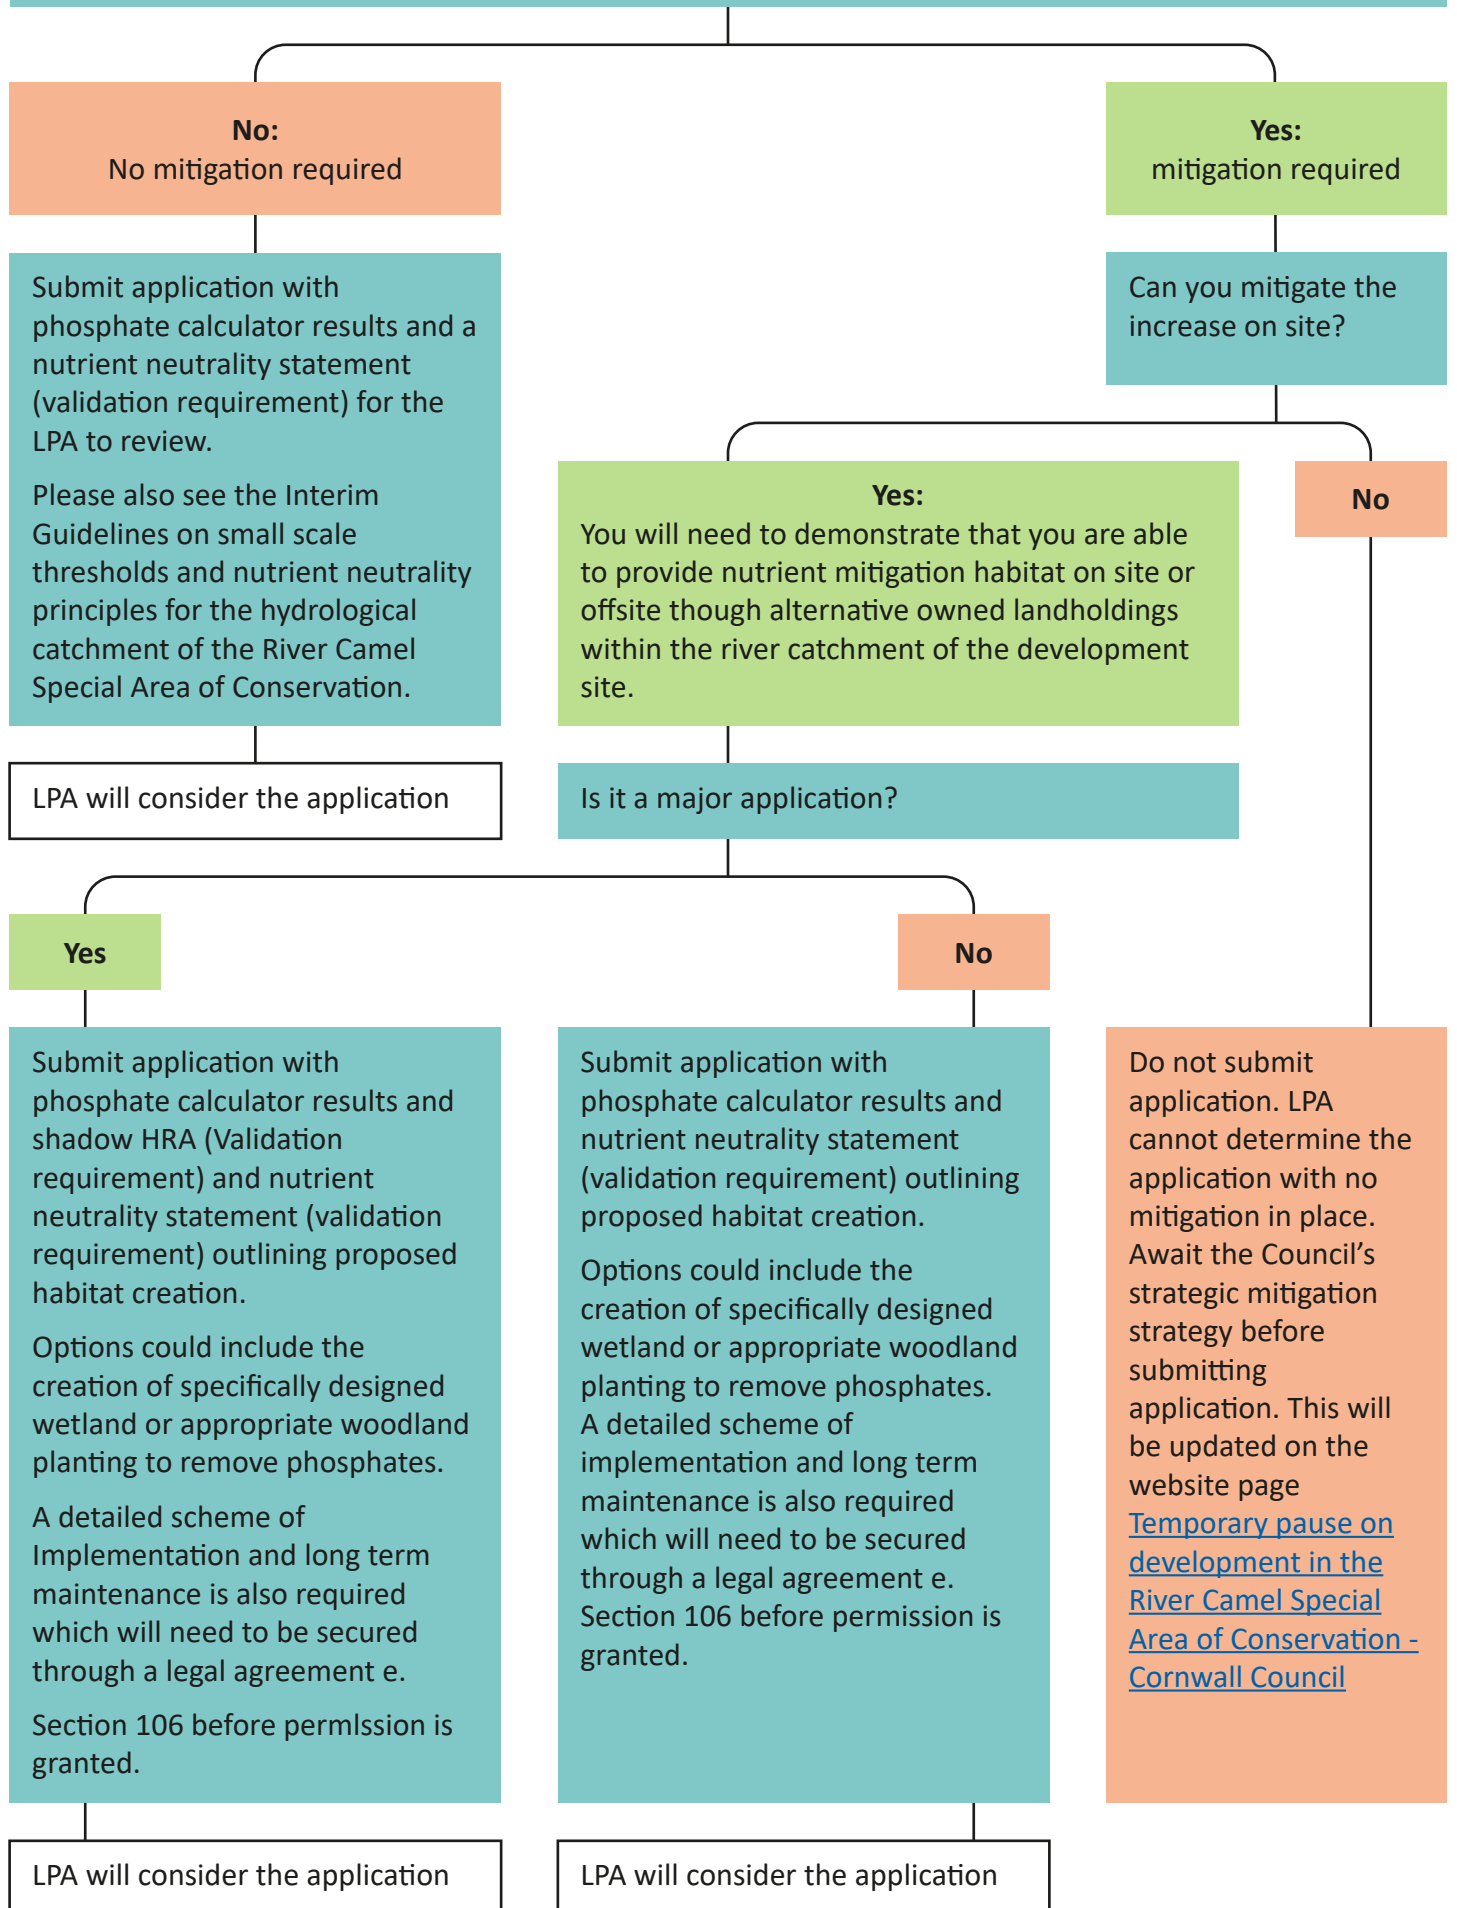 No:
No mitigation required
Yes:
mitigation required
Submit application with
phosphate calculator results and a
nutrient neutrality statement
(validation requirement) for the
LPA to review.
Please also see the Interim
Guidelines on small scale
thresholds and nutrient neutrality
principles for the hydrological
catchment of the River Camel
Special Area of Conservation.
LPA will consider the application
Can you mitigate the
increase on site?
Yes:
You will need to demonstrate that you are able
to provide nutrient mitigation habitat on site or
offsite though alternative owned landholdings
within the river catchment of the development
site.
No
Is it a major application?
Yes
No
Submit application with
phosphate calculator results and
shadow HRA (Validation
requirement) and nutrient
neutrality statement (validation
requirement) outlining proposed
habitat creation.
Options could include the
creation of specifically designed
wetland or appropriate woodland
planting to remove phosphates.
A detailed scheme of
Implementation and long term
maintenance is also required
which will need to be secured
through a legal agreement e.
Section 106 before permlssion is
granted.
LPA will consider the application
Submit application with
phosphate calculator results and
nutrient neutrality statement
(validation requirement) outlining
proposed habitat creation.
Options could include the
creation of specifically designed
wetland or appropriate woodland
planting to remove phosphates.
A detailed scheme of
implementation and long term
maintenance is also required
which will need to be secured
through a legal agreement e.
Section 106 before permission is
granted.
LPA will consider the application
Do not submit
application. LPA
cannot determine the
application with no
mitigation in place.
Await the Council’s
strategic mitigation
strategy before
submitting
application. This will
be updated on the
website page
Temporary pause on
development in the
River Camel Special
Area of Conservation -
Cornwall Council